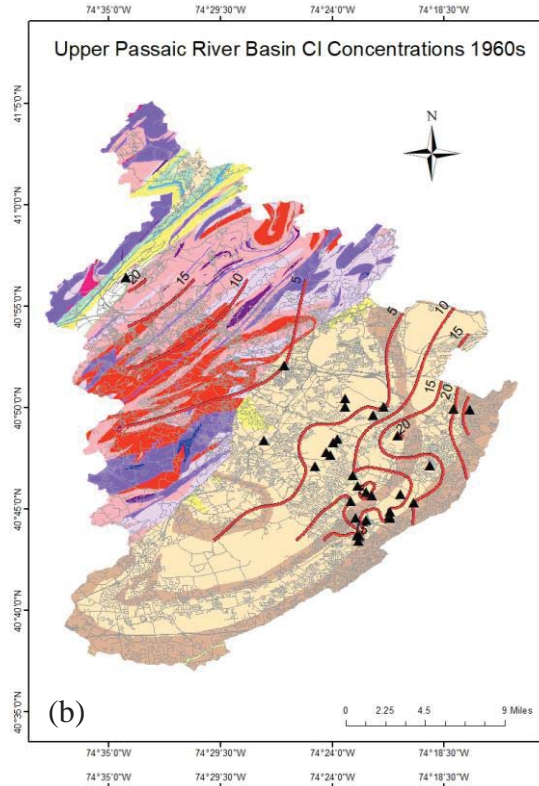 74°35'0"W 74°29'30"W 74°24'0"W 74°18'30"W
Upper Passaic River Basin Cl Concentrations 1960s
N
41°5'0"N
41°0'0"N
40°55'0"N
40°50'0"N
40°45'0"N
40°40'0"N
40°35'0"N
20 15 10 5
5 10 15
15 20
20
(b)
0 2.25 4.5 9 Miles
74°35'0"W 74°29'30"W 74°24'0"W 74°18'30"W